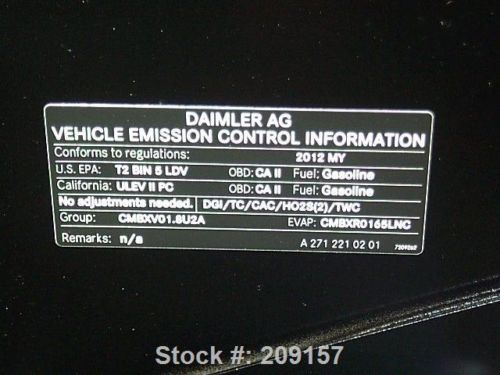 DAIMLER AG
VEHICLE EMISSION CONTROL INFORMATION
Conforms to regulations: 2012 MY
U.S. EPA: T2 BIN 5 LDV OBD: CA II Fuel: Gasoline
California: ULEV II PC OBD: CA II Fuel: Gasoline
No adjustments needed. DGI/TC/CAC/HO2S(2)/TWC
Group: CMBXV01.8U2A EVAP: CMBXR0165LNC
Remarks: n/a A 271 221 02 01
Stock #: 209157